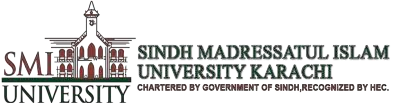 SMI
UNIVERSITY
SINDH MADRESSATUL ISLAM
UNIVERSITY KARACHI
CHARTERED BY GOVERNMENT OF SINDH,RECOGNIZED BY HEC.